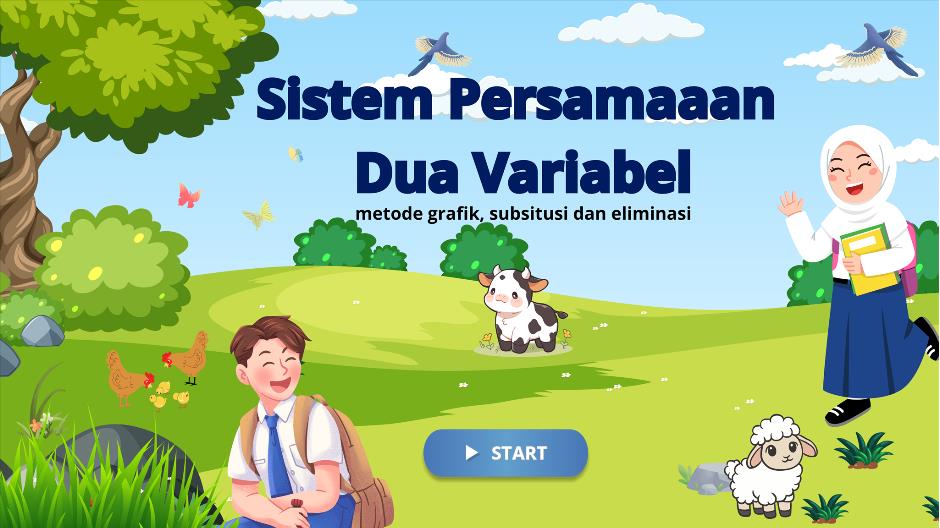 Sistem Persamaaan
Dua Variabel
metode grafik, subsitusi dan eliminasi
START